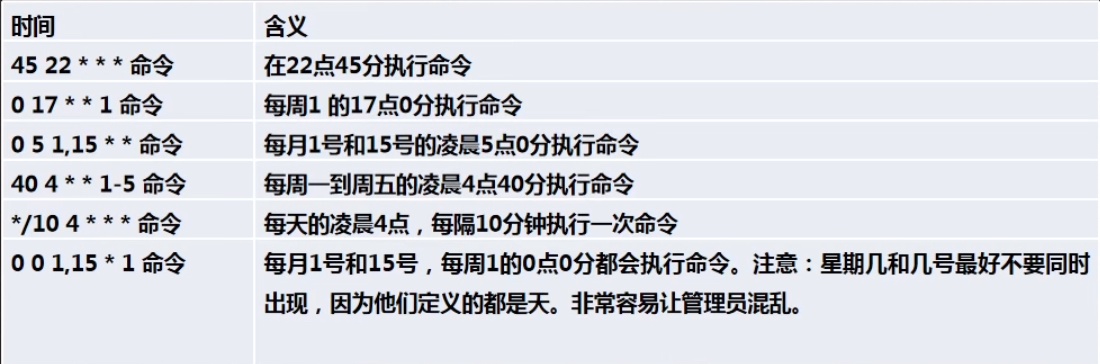 时间 含义
45 22 * * * 命令 在22点45分执行命令
0 17 * * 1 命令 每周1 的17点0分执行命令
0 5 1,15 * * 命令 每月1号和15号的凌晨5点0分执行命令
40 4 * * 1-5 命令 每周一到周五的凌晨4点40分执行命令
*/10 4 * * * 命令 每天的凌晨4点，每隔10分钟执行一次命令
0 0 1,15 * 1 命令 每月1号和15号，每周1的0点0分都会执行命令。注意：星期几和几号最好不要同时
出现，因为他们定义的都是天。非常容易让管理员混乱。